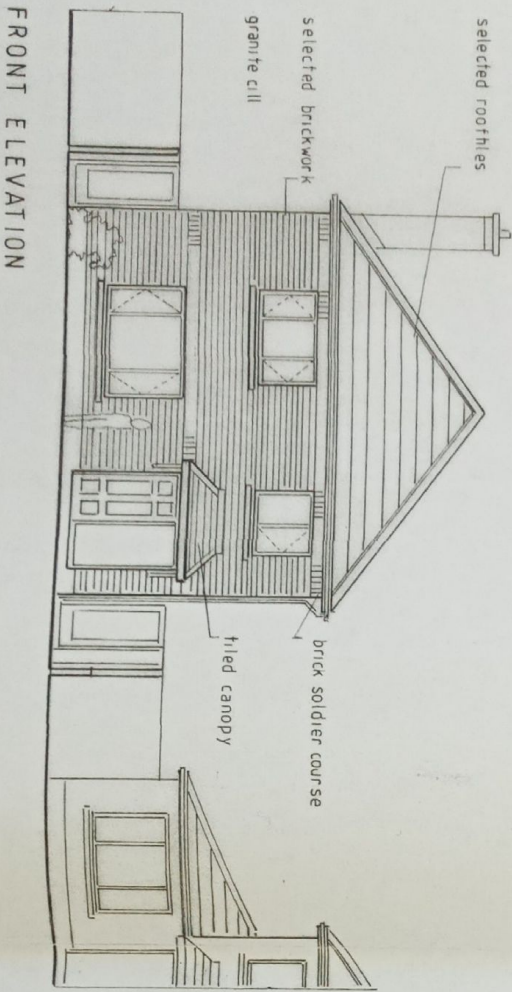 selected rooftiles
selected brickwork
granite cill
brick soldier course
tiled canopy
FRONT ELEVATION